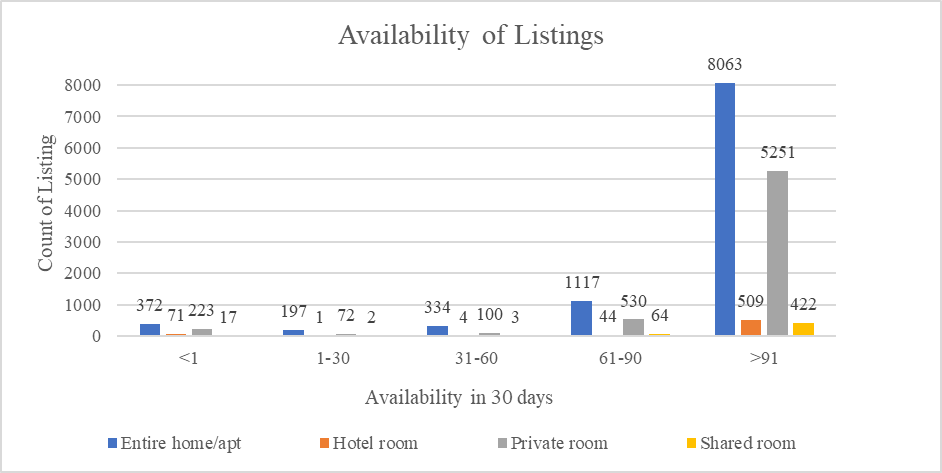 Availability of Listings
8063
8000
7000
6000
5251
5000
4000
3000
2000
1117
1000
372 71 223 17
197 1 72 2
334 4 100 3
44 530 64
509 422
0
Count of Listing
<1 1-30 31-60 61-90 >91
Availability in 30 days
Entire home/apt Hotel room Private room Shared room